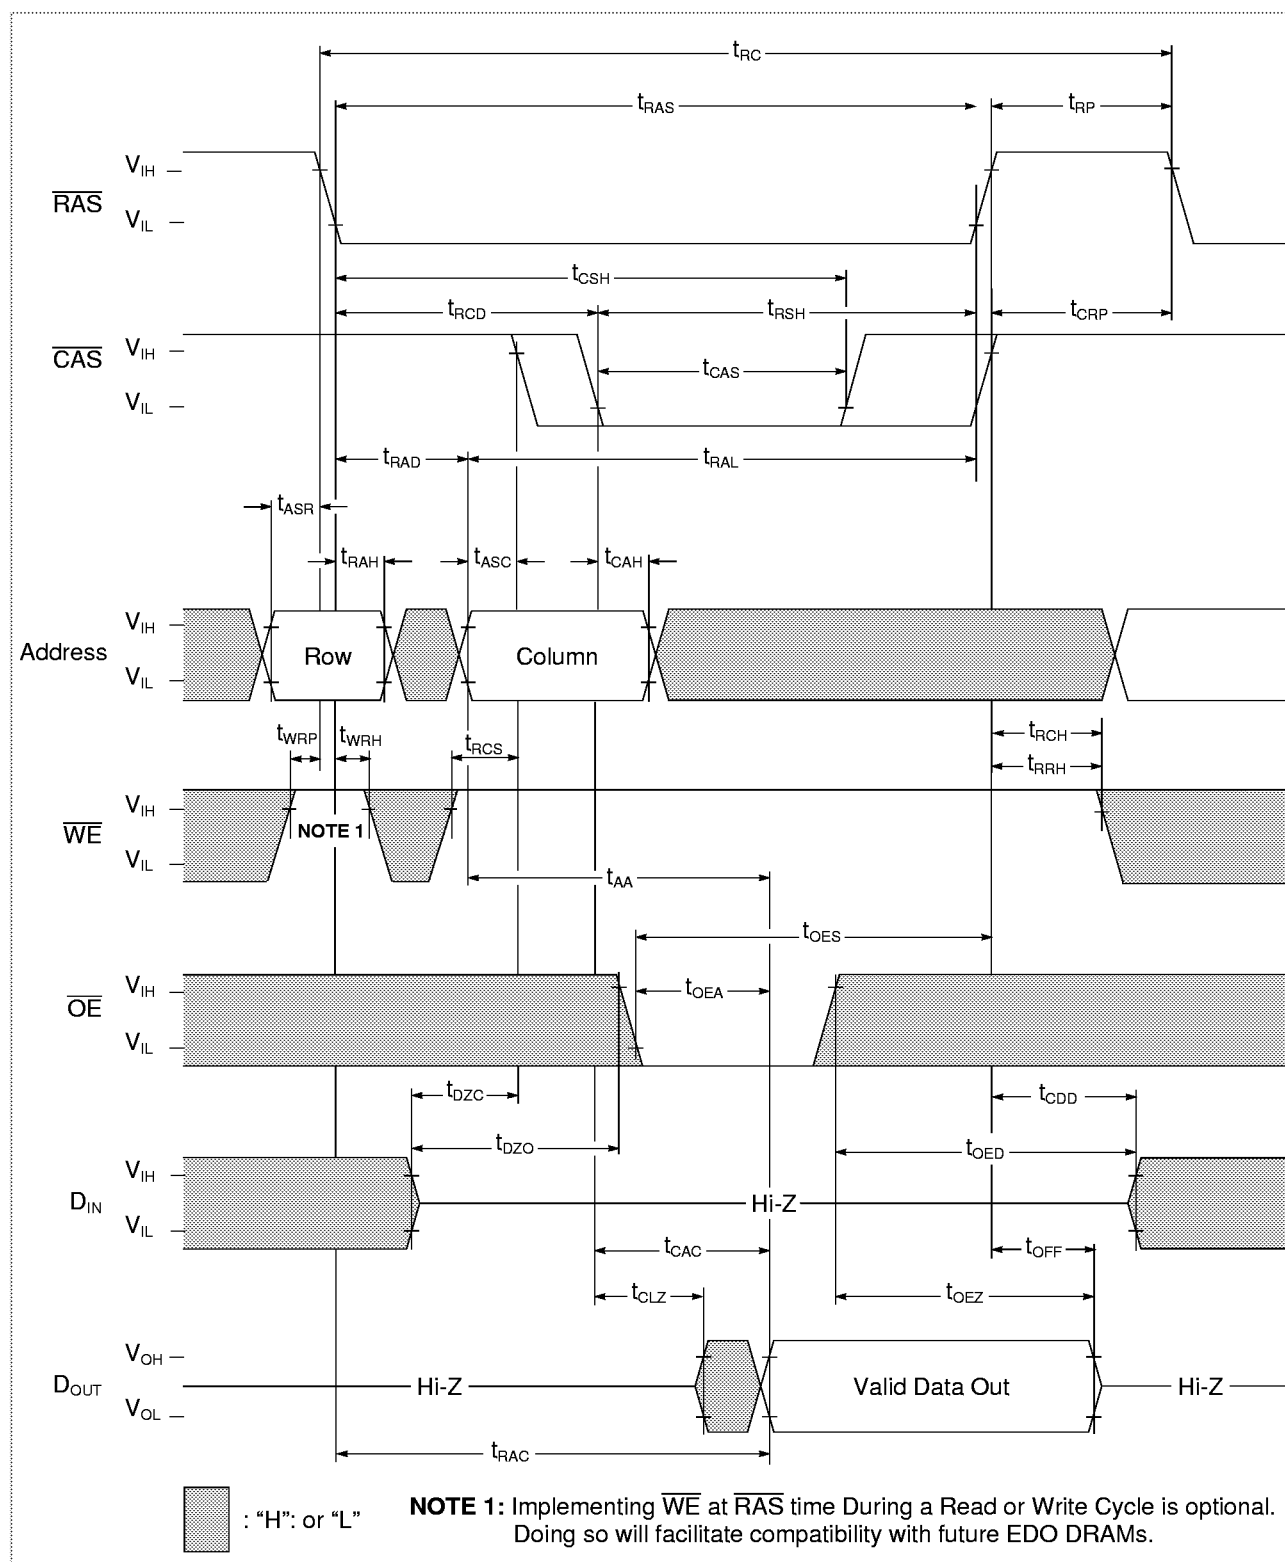 tRC
tRAS tRP
VIH
RAS
VIL
tCSH
tRCD tRSH tCRP
VIH
CAS
tCAS
VIL
tRAD tRAL
tASR
tRAH tASC tCAH
VIH
Address Row Column
VIL
tWRP tWRH tRCS tRCH
tRRH
VIH
WE NOTE 1
VIL
tAA
tOES
VIH
OE tOEA
VIL
tDZC tCDD
tDZO tOED
VIH
DIN Hi-Z
VIL
tCAC tOFF
tCLZ tOEZ
VOH
DOUT Hi-Z Valid Data Out Hi-Z
VOL
tRAC
: “H”: or “L”
NOTE 1: Implementing WE at RAS time During a Read or Write Cycle is optional.
Doing so will facilitate compatibility with future EDO DRAMs.